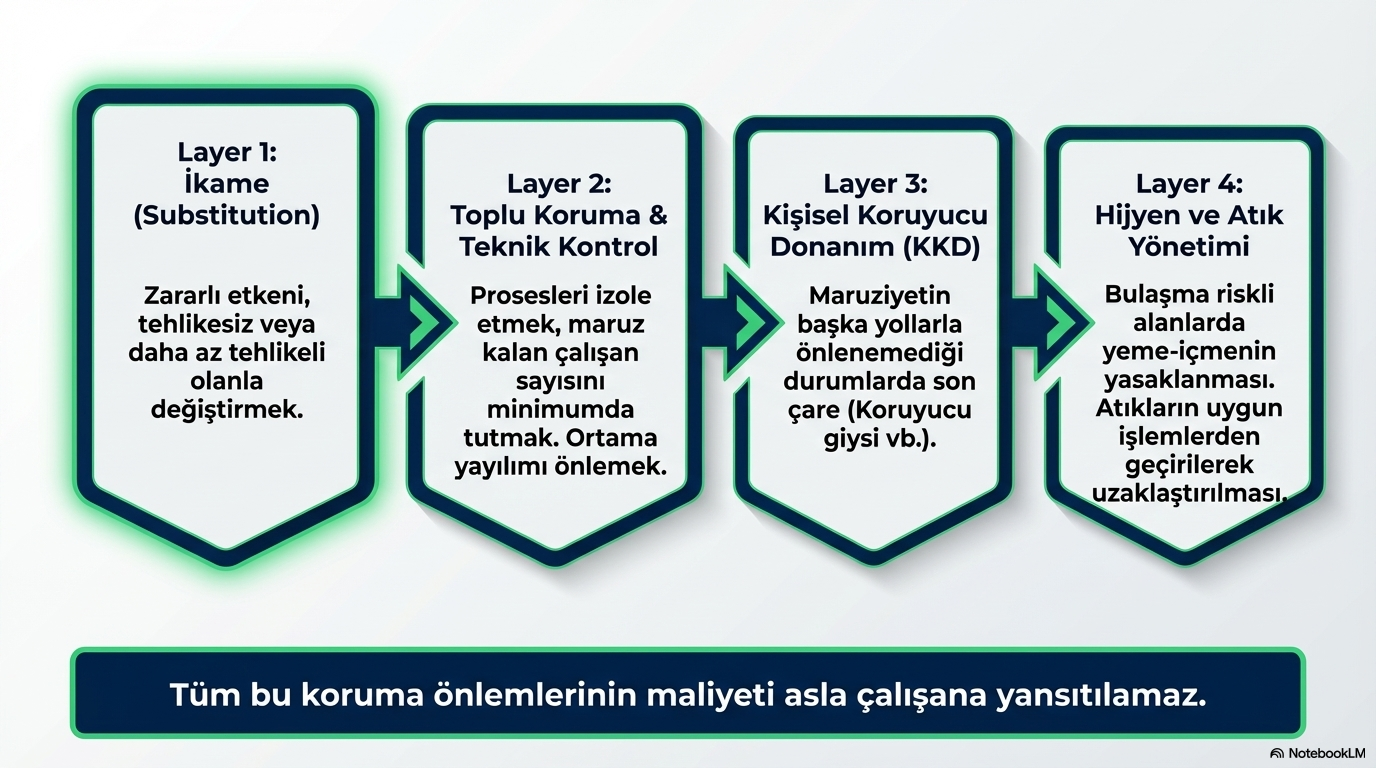 Layer 1:
İkame
(Substitution)
Zararlı etkeni,
tehlikesiz veya
daha az tehlikeli
olanla
değiştirmek.
Layer 2:
Toplu Koruma &
Teknik Kontrol
Prosesleri izole
etmek, maruz
kalan çalışan
sayısını
minimumda
tutmak. Ortama
yayılımı önlemek.
Layer 3:
Kişisel Koruyucu
Donanım (KKD)
Maruziyetin
başka yollarla
önlenemediği
durumlarda son
çare (Koruyucu
giysi vb.).
Layer 4:
Hijyen ve Atık
Yönetimi
Bulaşma riskli
alanlarda
yeme-içmenin
yasaklanması.
Atıkların uygun
işlemlerden
geçirilerek
uzaklaştırılması.
Tüm bu koruma önlemlerinin maliyeti asla çalışana yansıtılamaz.
NotebookLM